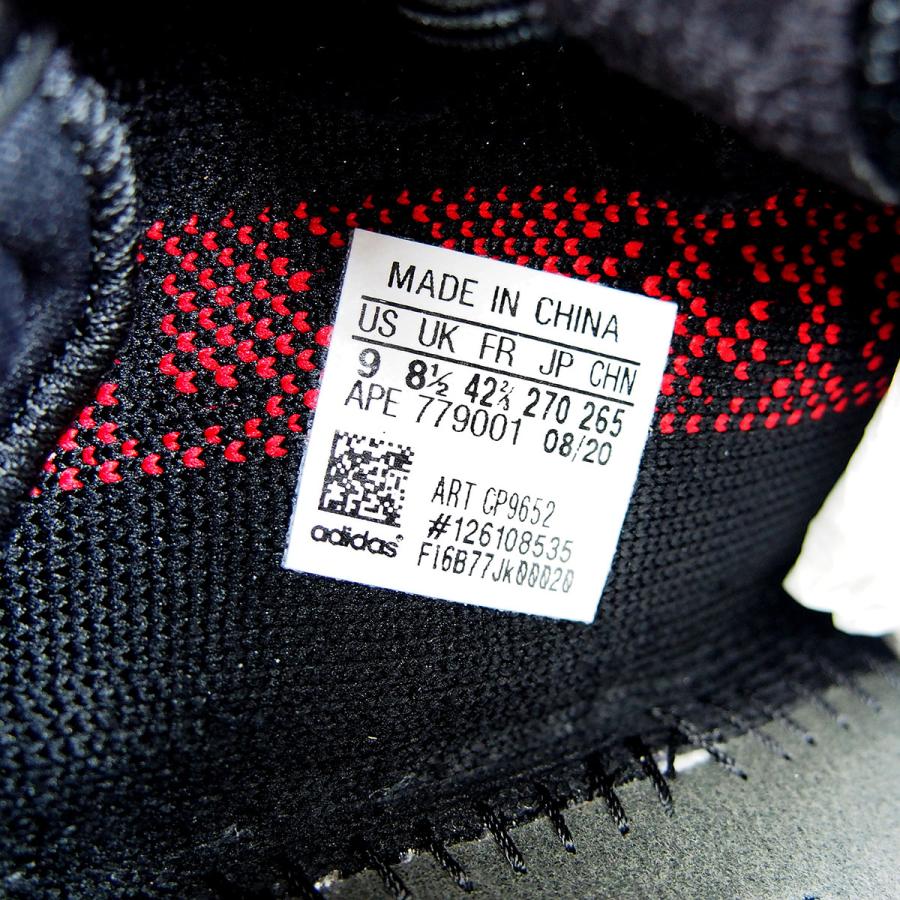 MADE IN CHINA
US UK FR JP CHN
9 8½ 42⅔ 270 265
APE 779001 08/20
ART CP9652
#126108535
FI6B77JK00020
adidas®